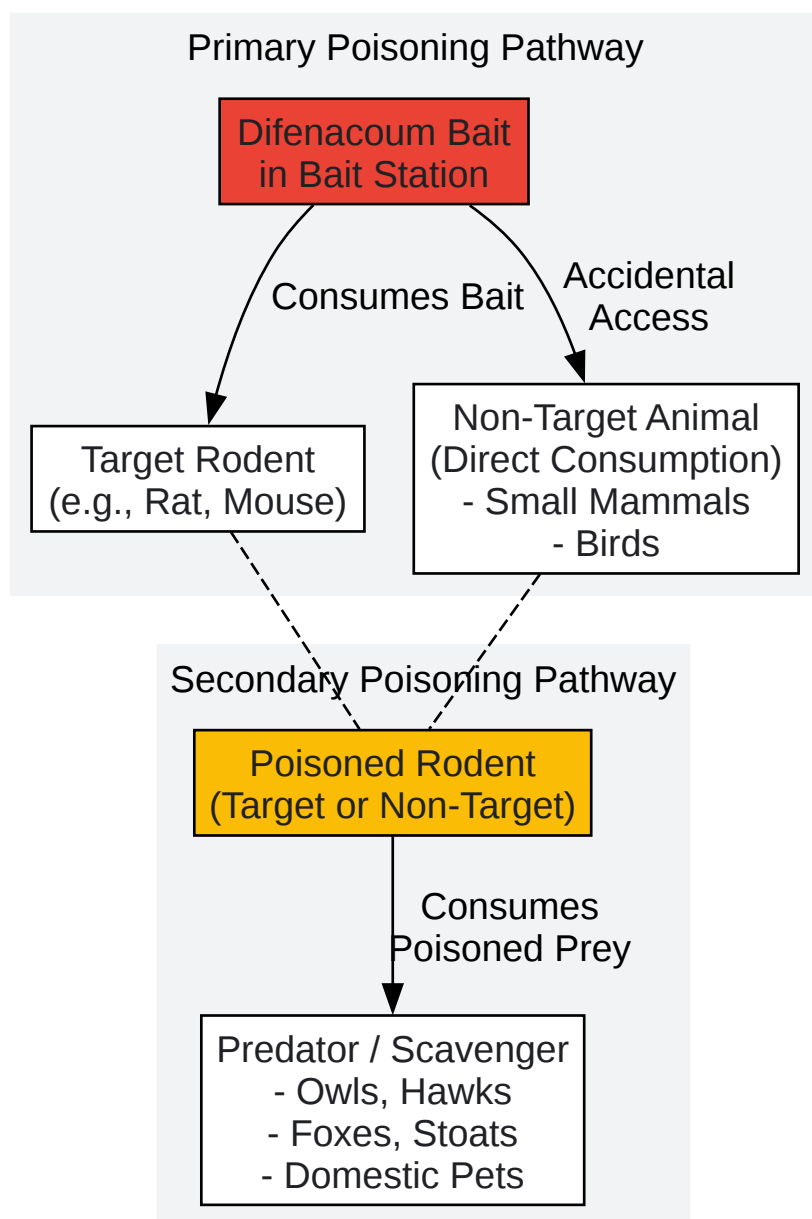 Primary Poisoning Pathway
Difenacoum Bait
in Bait Station
Consumes Bait
Accidental
Access
Target Rodent
(e.g., Rat, Mouse)
Non-Target Animal
(Direct Consumption)
- Small Mammals
- Birds
Secondary Poisoning Pathway
Poisoned Rodent
(Target or Non-Target)
Consumes
Poisoned Prey
Predator / Scavenger
- Owls, Hawks
- Foxes, Stoats
- Domestic Pets